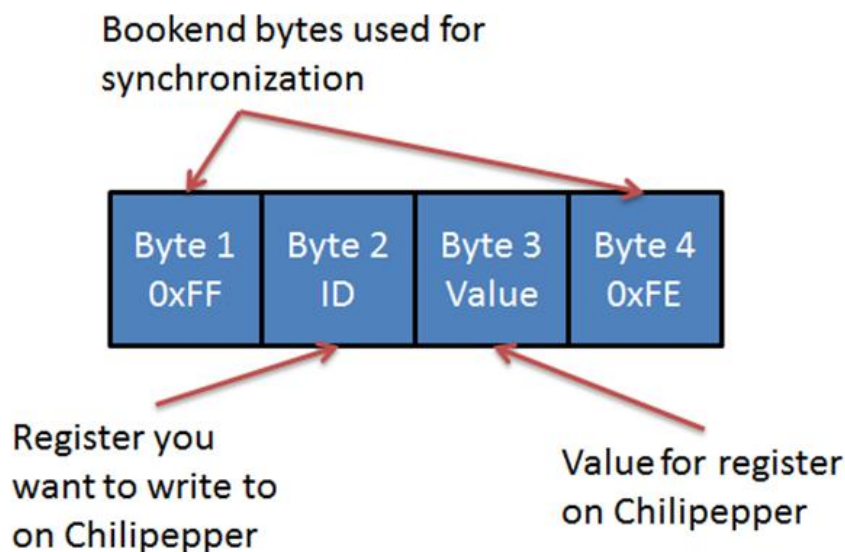 Bookend bytes used for
synchronization
Byte 1
0xFF
Byte 2
ID
Byte 3
Value
Byte 4
0xFE
Register you
want to write to
on Chilipepper
Value for register
on Chilipepper